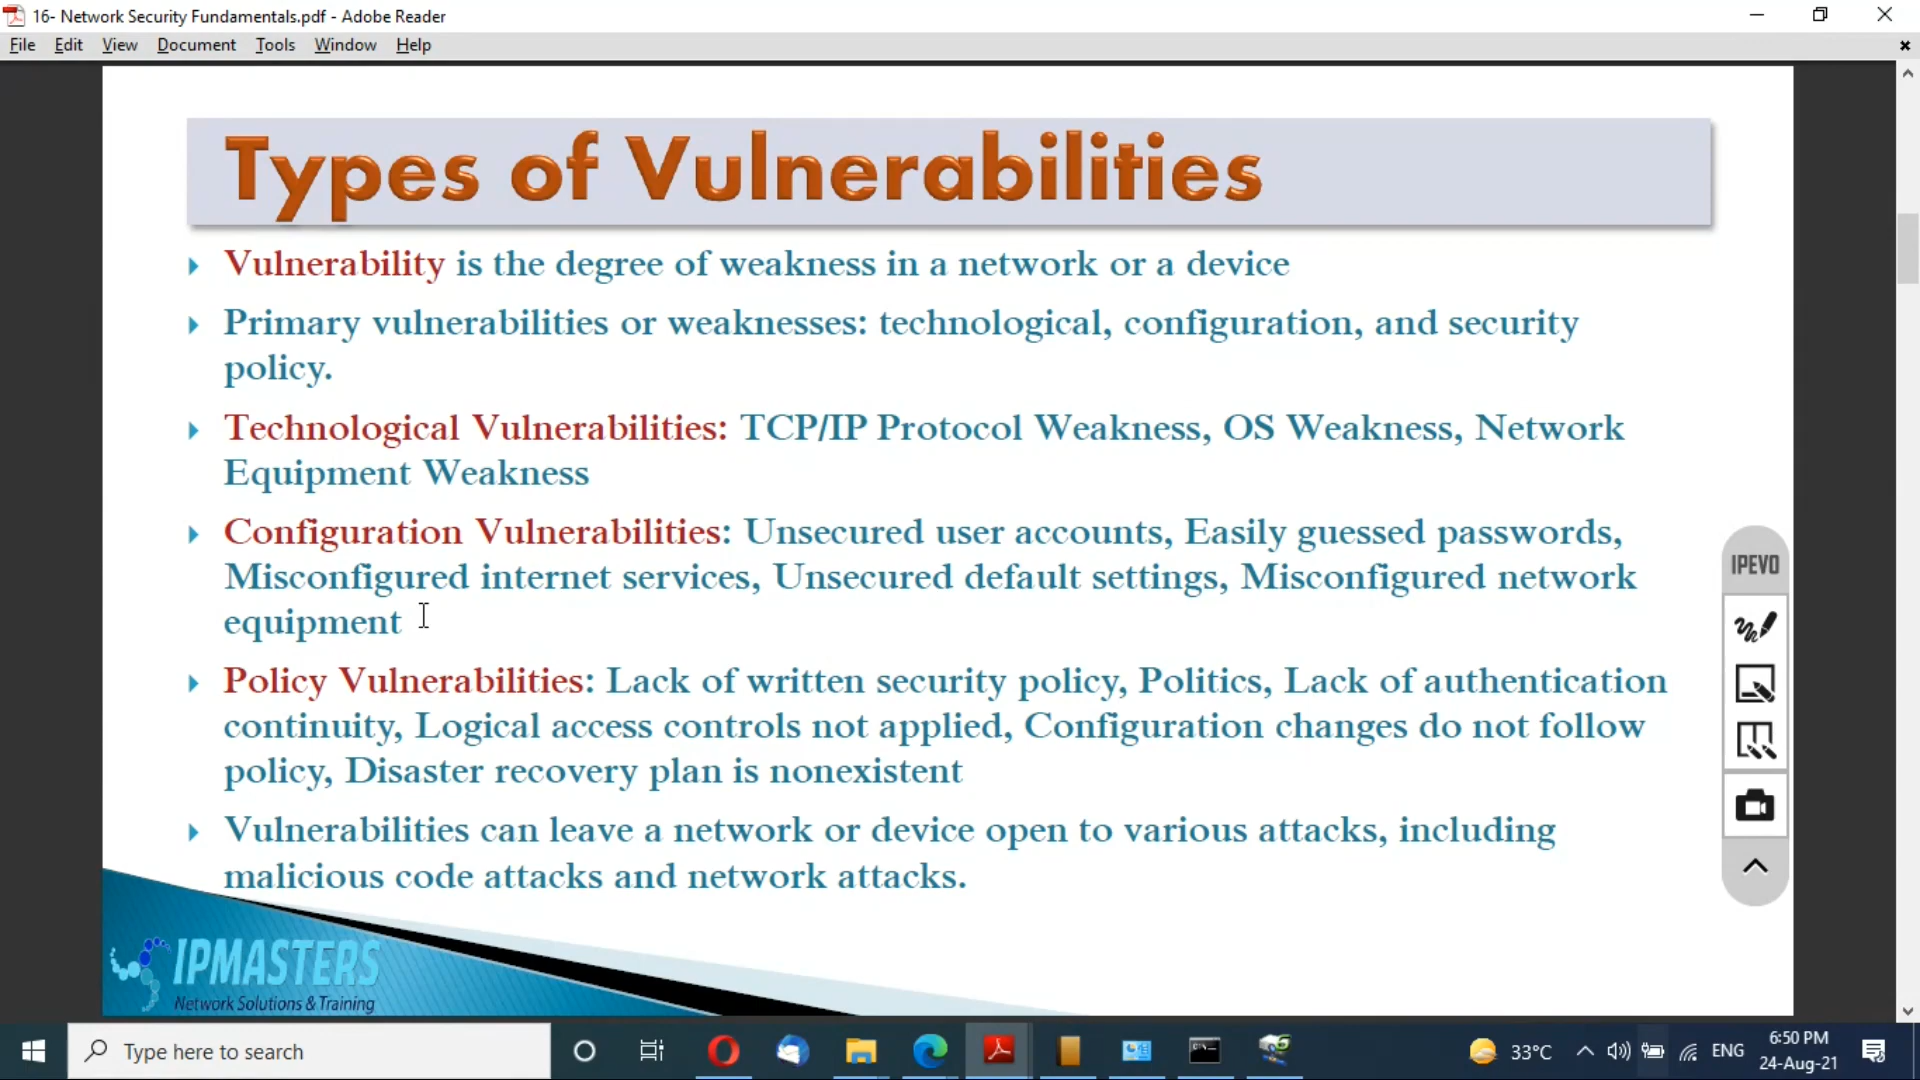 16- Network Security Fundamentals.pdf - Adobe Reader
File Edit View Document Tools Window Help
Types of Vulnerabilities
Vulnerability is the degree of weakness in a network or a device
Primary vulnerabilities or weaknesses: technological, configuration, and security
policy.
Technological Vulnerabilities: TCP/IP Protocol Weakness, OS Weakness, Network
Equipment Weakness
Configuration Vulnerabilities: Unsecured user accounts, Easily guessed passwords,
Misconfigured internet services, Unsecured default settings, Misconfigured network
equipment
Policy Vulnerabilities: Lack of written security policy, Politics, Lack of authentication
continuity, Logical access controls not applied, Configuration changes do not follow
policy, Disaster recovery plan is nonexistent
Vulnerabilities can leave a network or device open to various attacks, including
malicious code attacks and network attacks.
IPEVO
IPMASTERS
Network Solutions & Training
Type here to search
33°C
ENG
6:50 PM
24-Aug-21